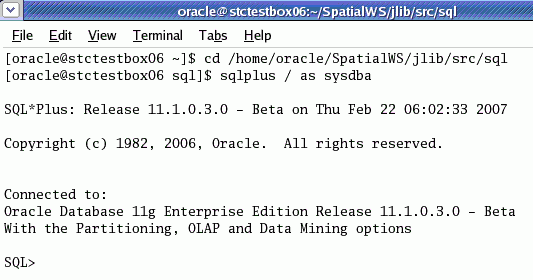 oracle@stctestbox06:~/SpatialWS/jlib/src/sql
File Edit View Terminal Tabs Help
[oracle@stctestbox06 ~]$ cd /home/oracle/SpatialWS/jlib/src/sql
[oracle@stctestbox06 sql]$ sqlplus / as sysdba
SQL*Plus: Release 11.1.0.3.0 - Beta on Thu Feb 22 06:02:33 2007
Copyright (c) 1982, 2006, Oracle.  All rights reserved.
Connected to:
Oracle Database 11g Enterprise Edition Release 11.1.0.3.0 - Beta
With the Partitioning, OLAP and Data Mining options
SQL>